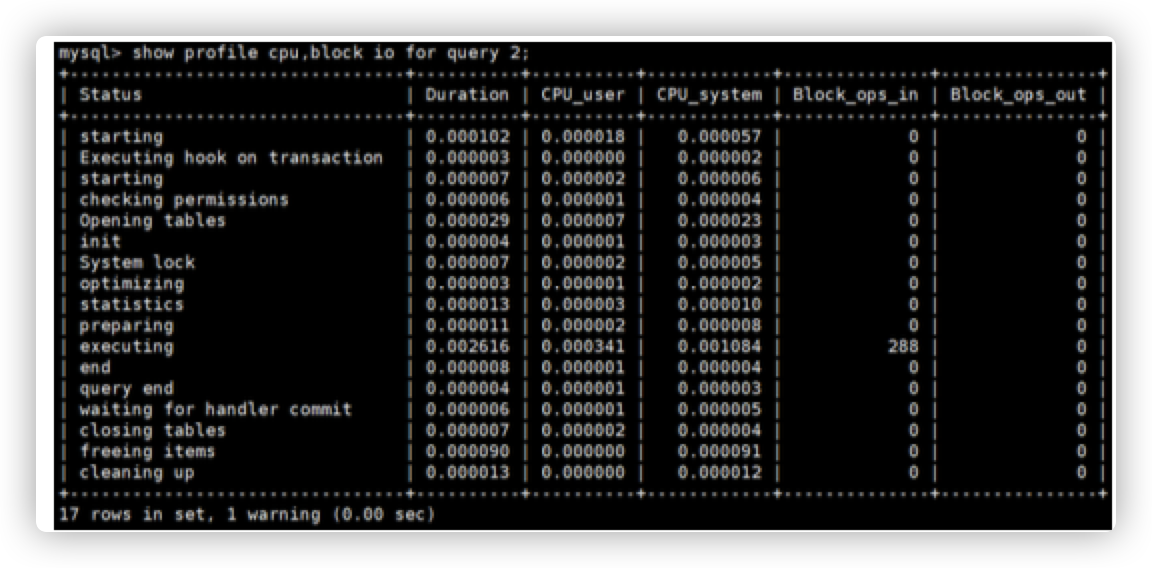 mysql> show profile cpu,block io for query 2;
+--------------------------------+----------+----------+------------+--------------+---------------+
| Status                         | Duration | CPU_user | CPU_system | Block_ops_in | Block_ops_out |
+--------------------------------+----------+----------+------------+--------------+---------------+
| starting                       | 0.000102 | 0.000018 |   0.000057 |            0 |             0 |
| Executing hook on transaction  | 0.000003 | 0.000000 |   0.000002 |            0 |             0 |
| starting                       | 0.000007 | 0.000002 |   0.000006 |            0 |             0 |
| checking permissions           | 0.000006 | 0.000001 |   0.000004 |            0 |             0 |
| Opening tables                 | 0.000029 | 0.000007 |   0.000023 |            0 |             0 |
| init                           | 0.000004 | 0.000001 |   0.000003 |            0 |             0 |
| System lock                    | 0.000007 | 0.000002 |   0.000005 |            0 |             0 |
| optimizing                     | 0.000003 | 0.000001 |   0.000002 |            0 |             0 |
| statistics                     | 0.000013 | 0.000003 |   0.000010 |            0 |             0 |
| preparing                      | 0.000011 | 0.000002 |   0.000008 |            0 |             0 |
| executing                      | 0.002616 | 0.000341 |   0.001084 |          288 |             0 |
| end                            | 0.000008 | 0.000001 |   0.000004 |            0 |             0 |
| query end                      | 0.000004 | 0.000001 |   0.000003 |            0 |             0 |
| waiting for handler commit     | 0.000006 | 0.000001 |   0.000005 |            0 |             0 |
| closing tables                 | 0.000007 | 0.000002 |   0.000004 |            0 |             0 |
| freeing items                  | 0.000090 | 0.000000 |   0.000091 |            0 |             0 |
| cleaning up                    | 0.000013 | 0.000000 |   0.000012 |            0 |             0 |
+--------------------------------+----------+----------+------------+--------------+---------------+
17 rows in set, 1 warning (0.00 sec)